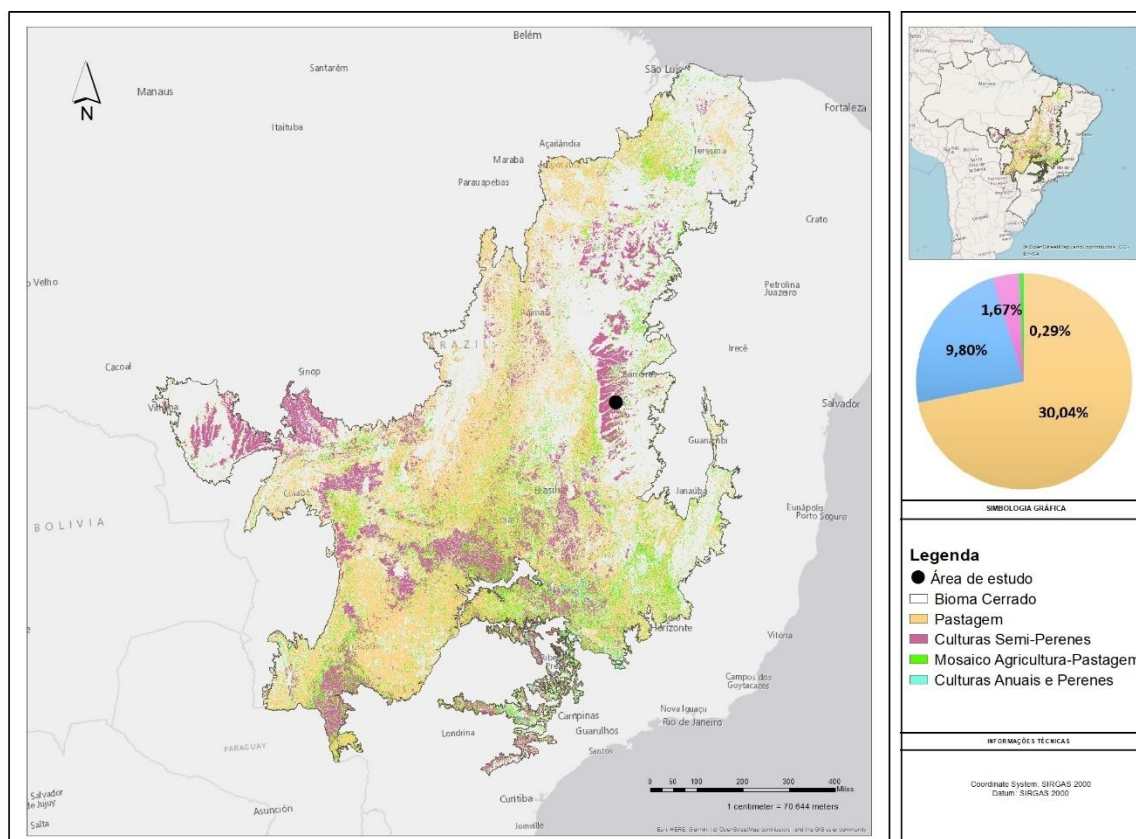 Belém
Santarém
São Luís
Manaus
Fortaleza
Itaituba
Açailândia
Teresina
Marabá
Parauapebas
Crato
Petrolina
Juazeiro
Irecê
Cacoal
Sinop
Vilhena
Salvador
Guanambi
BOLIVIA
Janaúba
Eunápolis
Porto Seguro
Horizonte
Vitória
Campos dos
Goytacazes
Nova Iguaçu
Rio de Janeiro
Campinas
Londrina
Guarulhos
Santos
PARAGUAY
Salvador
de Jujuy
Salta
Asunción
Curitiba
Joinville
N
0 50 100 200 300 400
Miles
1 centimeter = 70.644 meters
1,67%
0,29%
9,80%
30,04%
SIMBOLOGIA GRÁFICA
Legenda
Área de estudo
Bioma Cerrado
Pastagem
Culturas Semi-Perenes
Mosaico Agricultura-Pastagem
Culturas Anuais e Perenes
INFORMAÇÕES TÉCNICAS
Coordinate System: SIRGAS 2000
Datum: SIRGAS 2000